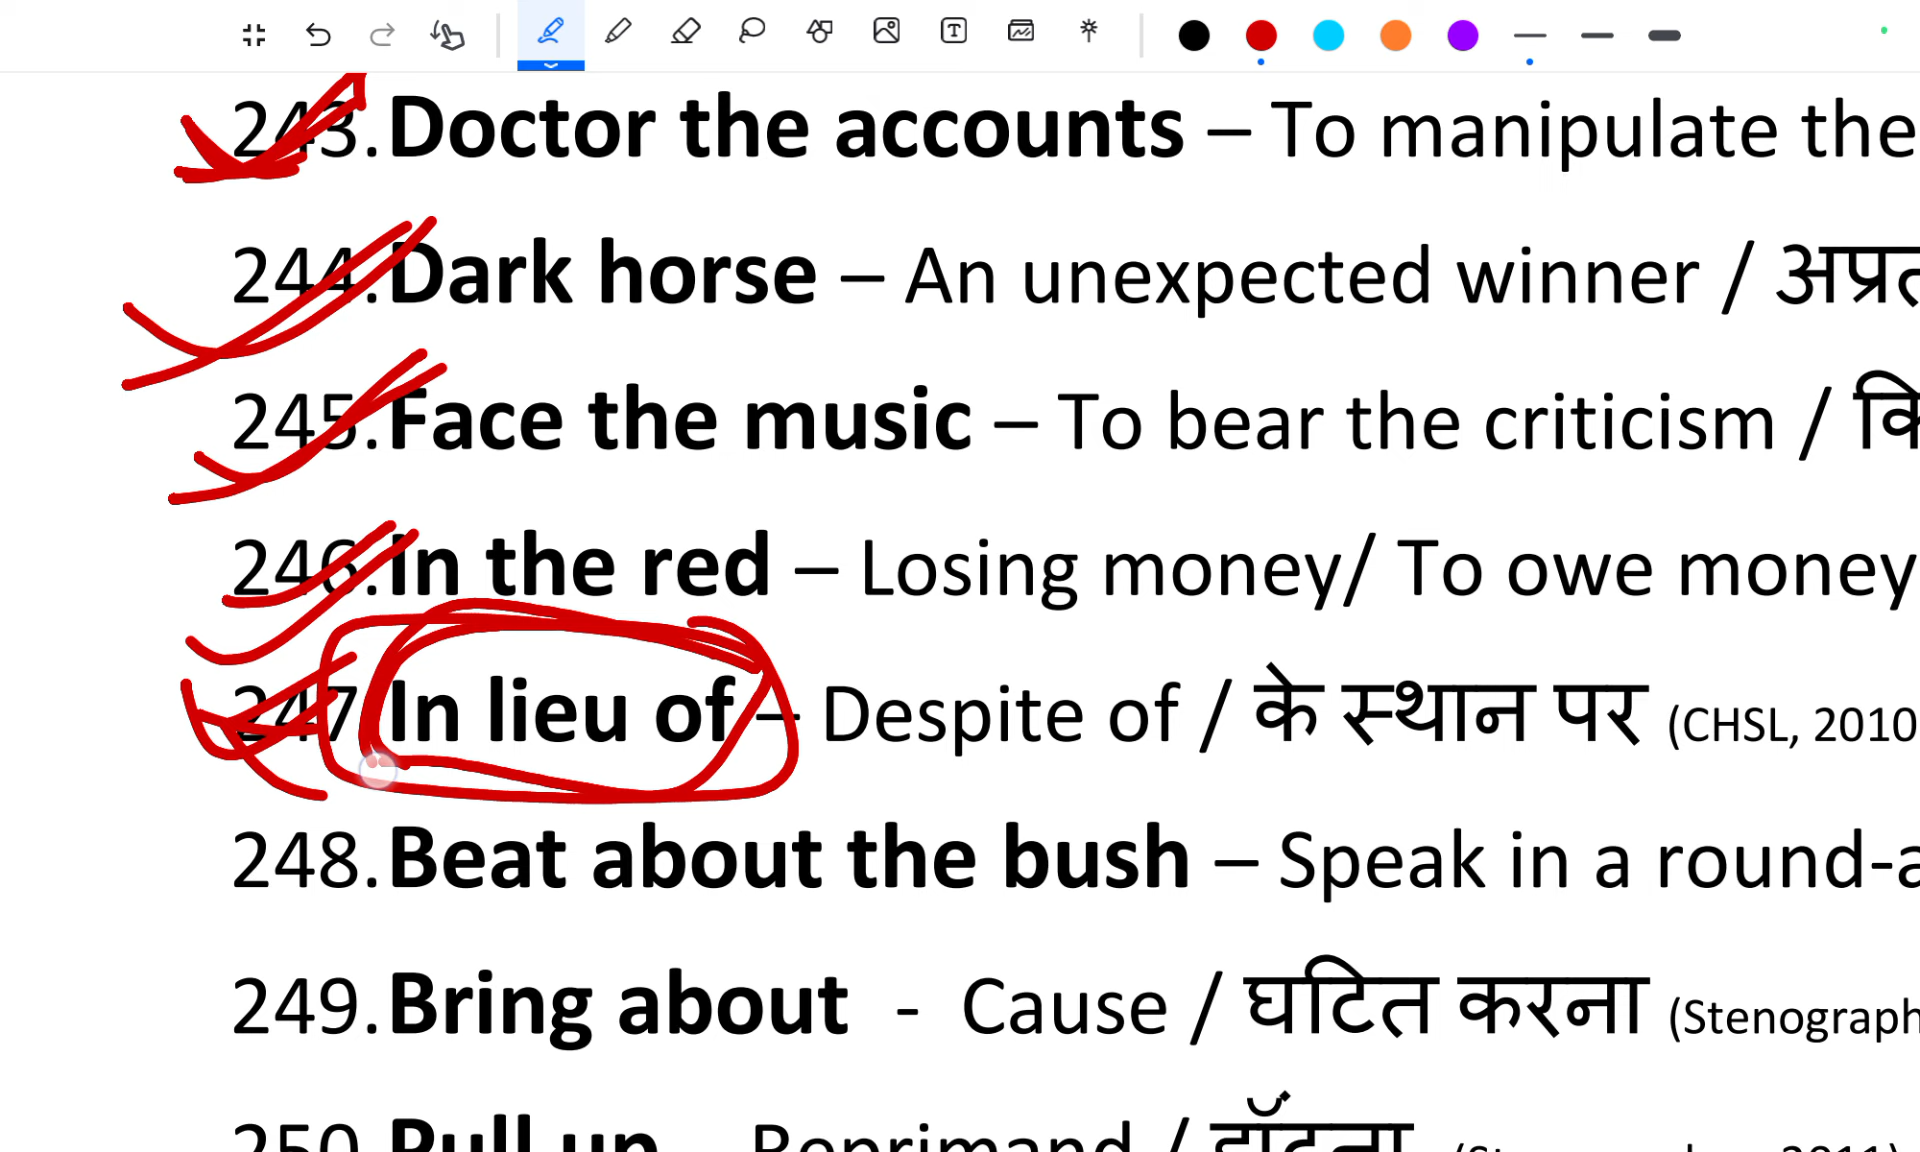 243. Doctor the accounts – To manipulate the
244. Dark horse – An unexpected winner / अप्रत
245. Face the music – To bear the criticism / कि
246. In the red – Losing money/ To owe money
247. In lieu of – Despite of / के स्थान पर (CHSL, 2010
248. Beat about the bush – Speak in a round-a
249. Bring about - Cause / घटित करना (Stenograph
250. Pull up – Reprimand / डाँटना